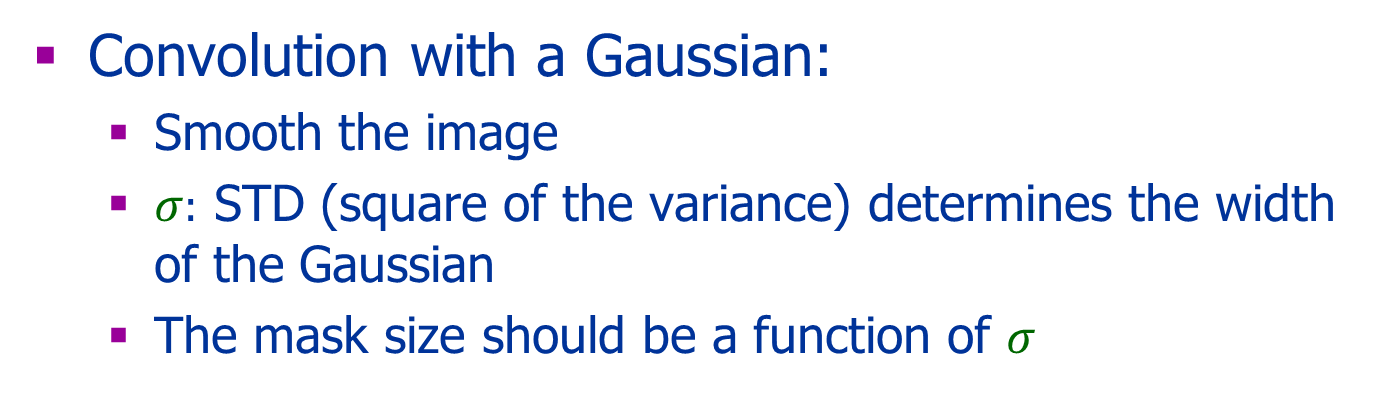 ▪ Convolution with a Gaussian:
▪ Smooth the image
▪ σ: STD (square of the variance) determines the width
of the Gaussian
▪ The mask size should be a function of σ